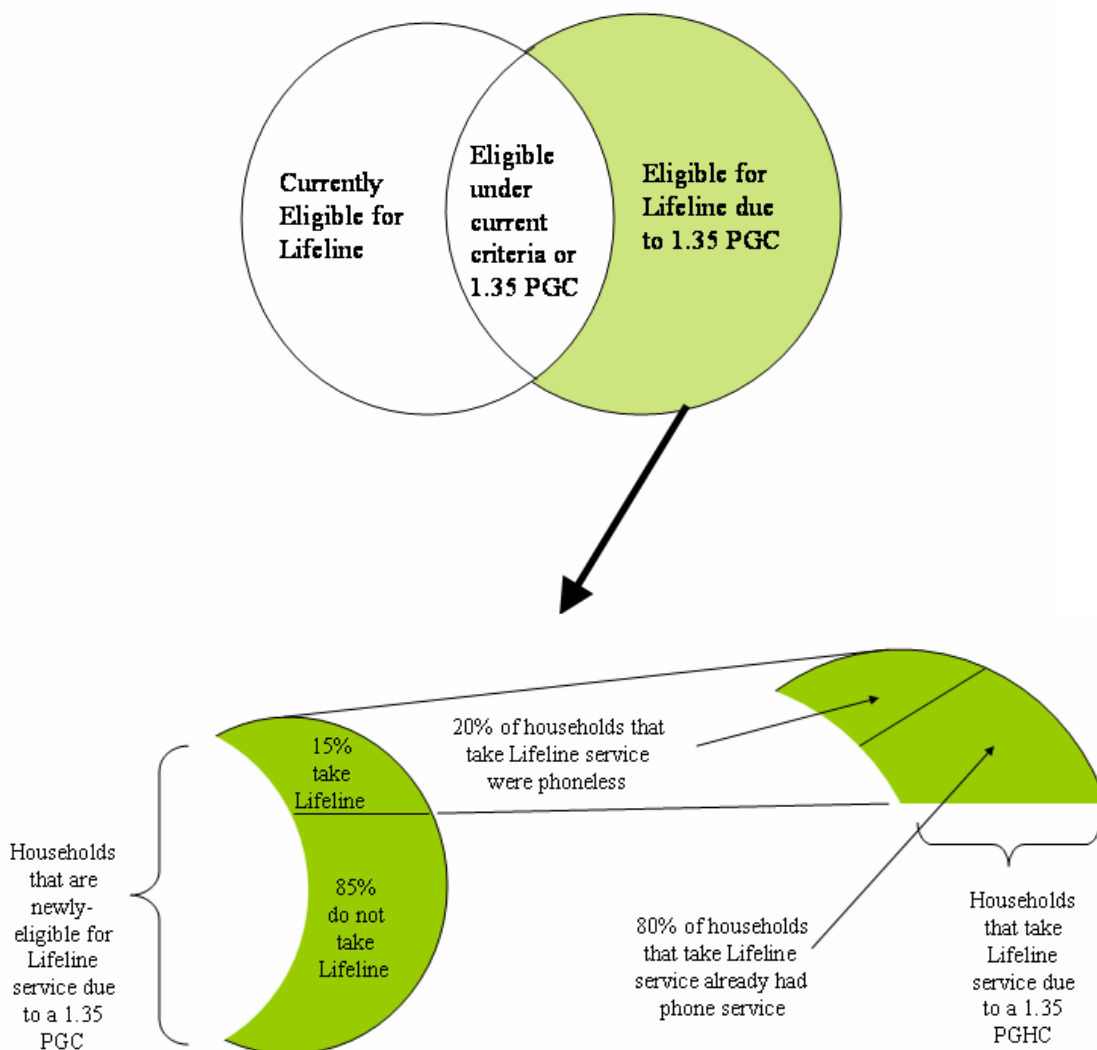 Currently
Eligible for
Lifeline
Eligible
under
current
criteria or
1.35 PGC
Eligible for
Lifeline due
to 1.35 PGC
15%
take
Lifeline
85%
do not
take
Lifeline
Households
that are
newly-
eligible for
Lifeline
service due
to a 1.35
PGC
20% of households that
take Lifeline service
were phoneless
80% of households
that take Lifeline
service already had
phone service
Households
that take
Lifeline
service due
to a 1.35
PGHC